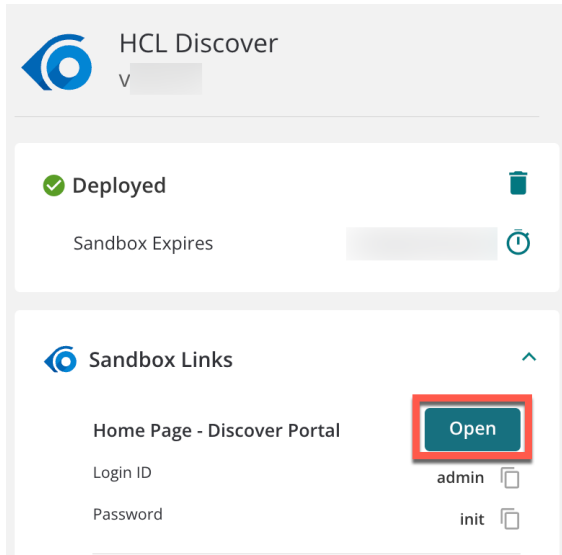 HCL Discover
V
Deployed
Sandbox Expires
Sandbox Links
Home Page - Discover Portal
Open
Login ID
admin
Password
init